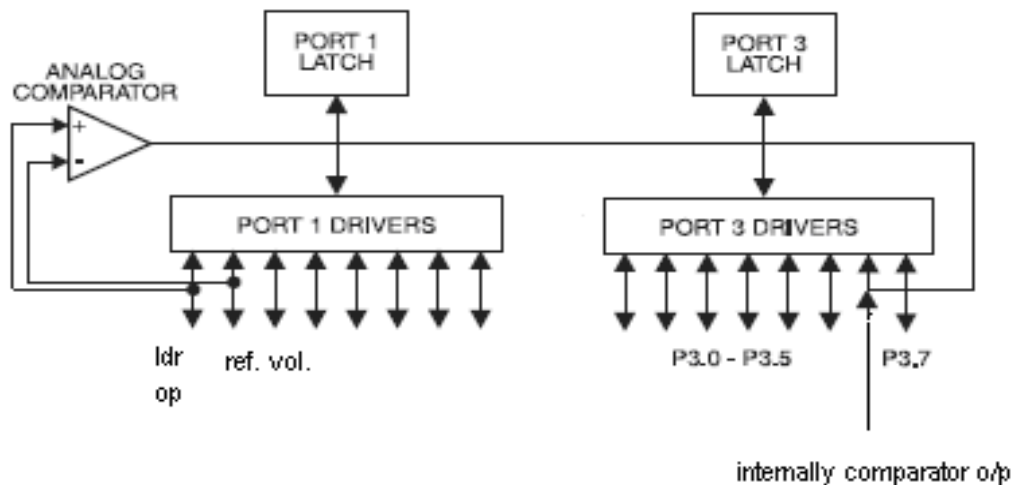 PORT 1
LATCH
PORT 3
LATCH
ANALOG
COMPARATOR
+
-
PORT 1 DRIVERS
PORT 3 DRIVERS
ldr
op
ref. vol.
P3.0 - P3.5
P3.7
internally comparator o/p